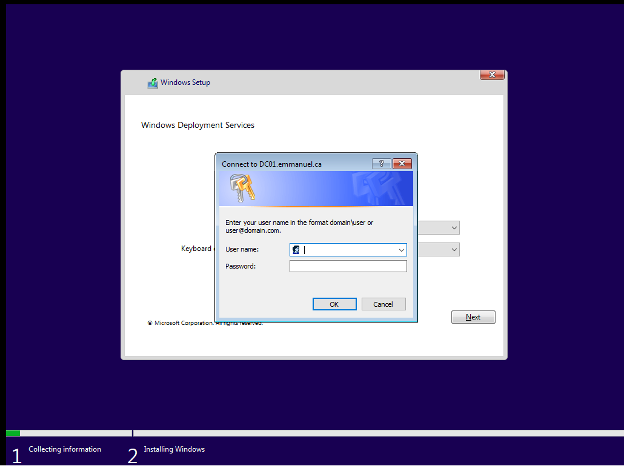 Windows Setup
Windows Deployment Services
Connect to DC01.emmanuel.ca
Enter your user name in the format domain\user or
user@domain.com.
User name:
Keyboard
Password:
OK
Cancel
Next
© Microsoft Corporation. All rights reserved.
1 Collecting information
2 Installing Windows